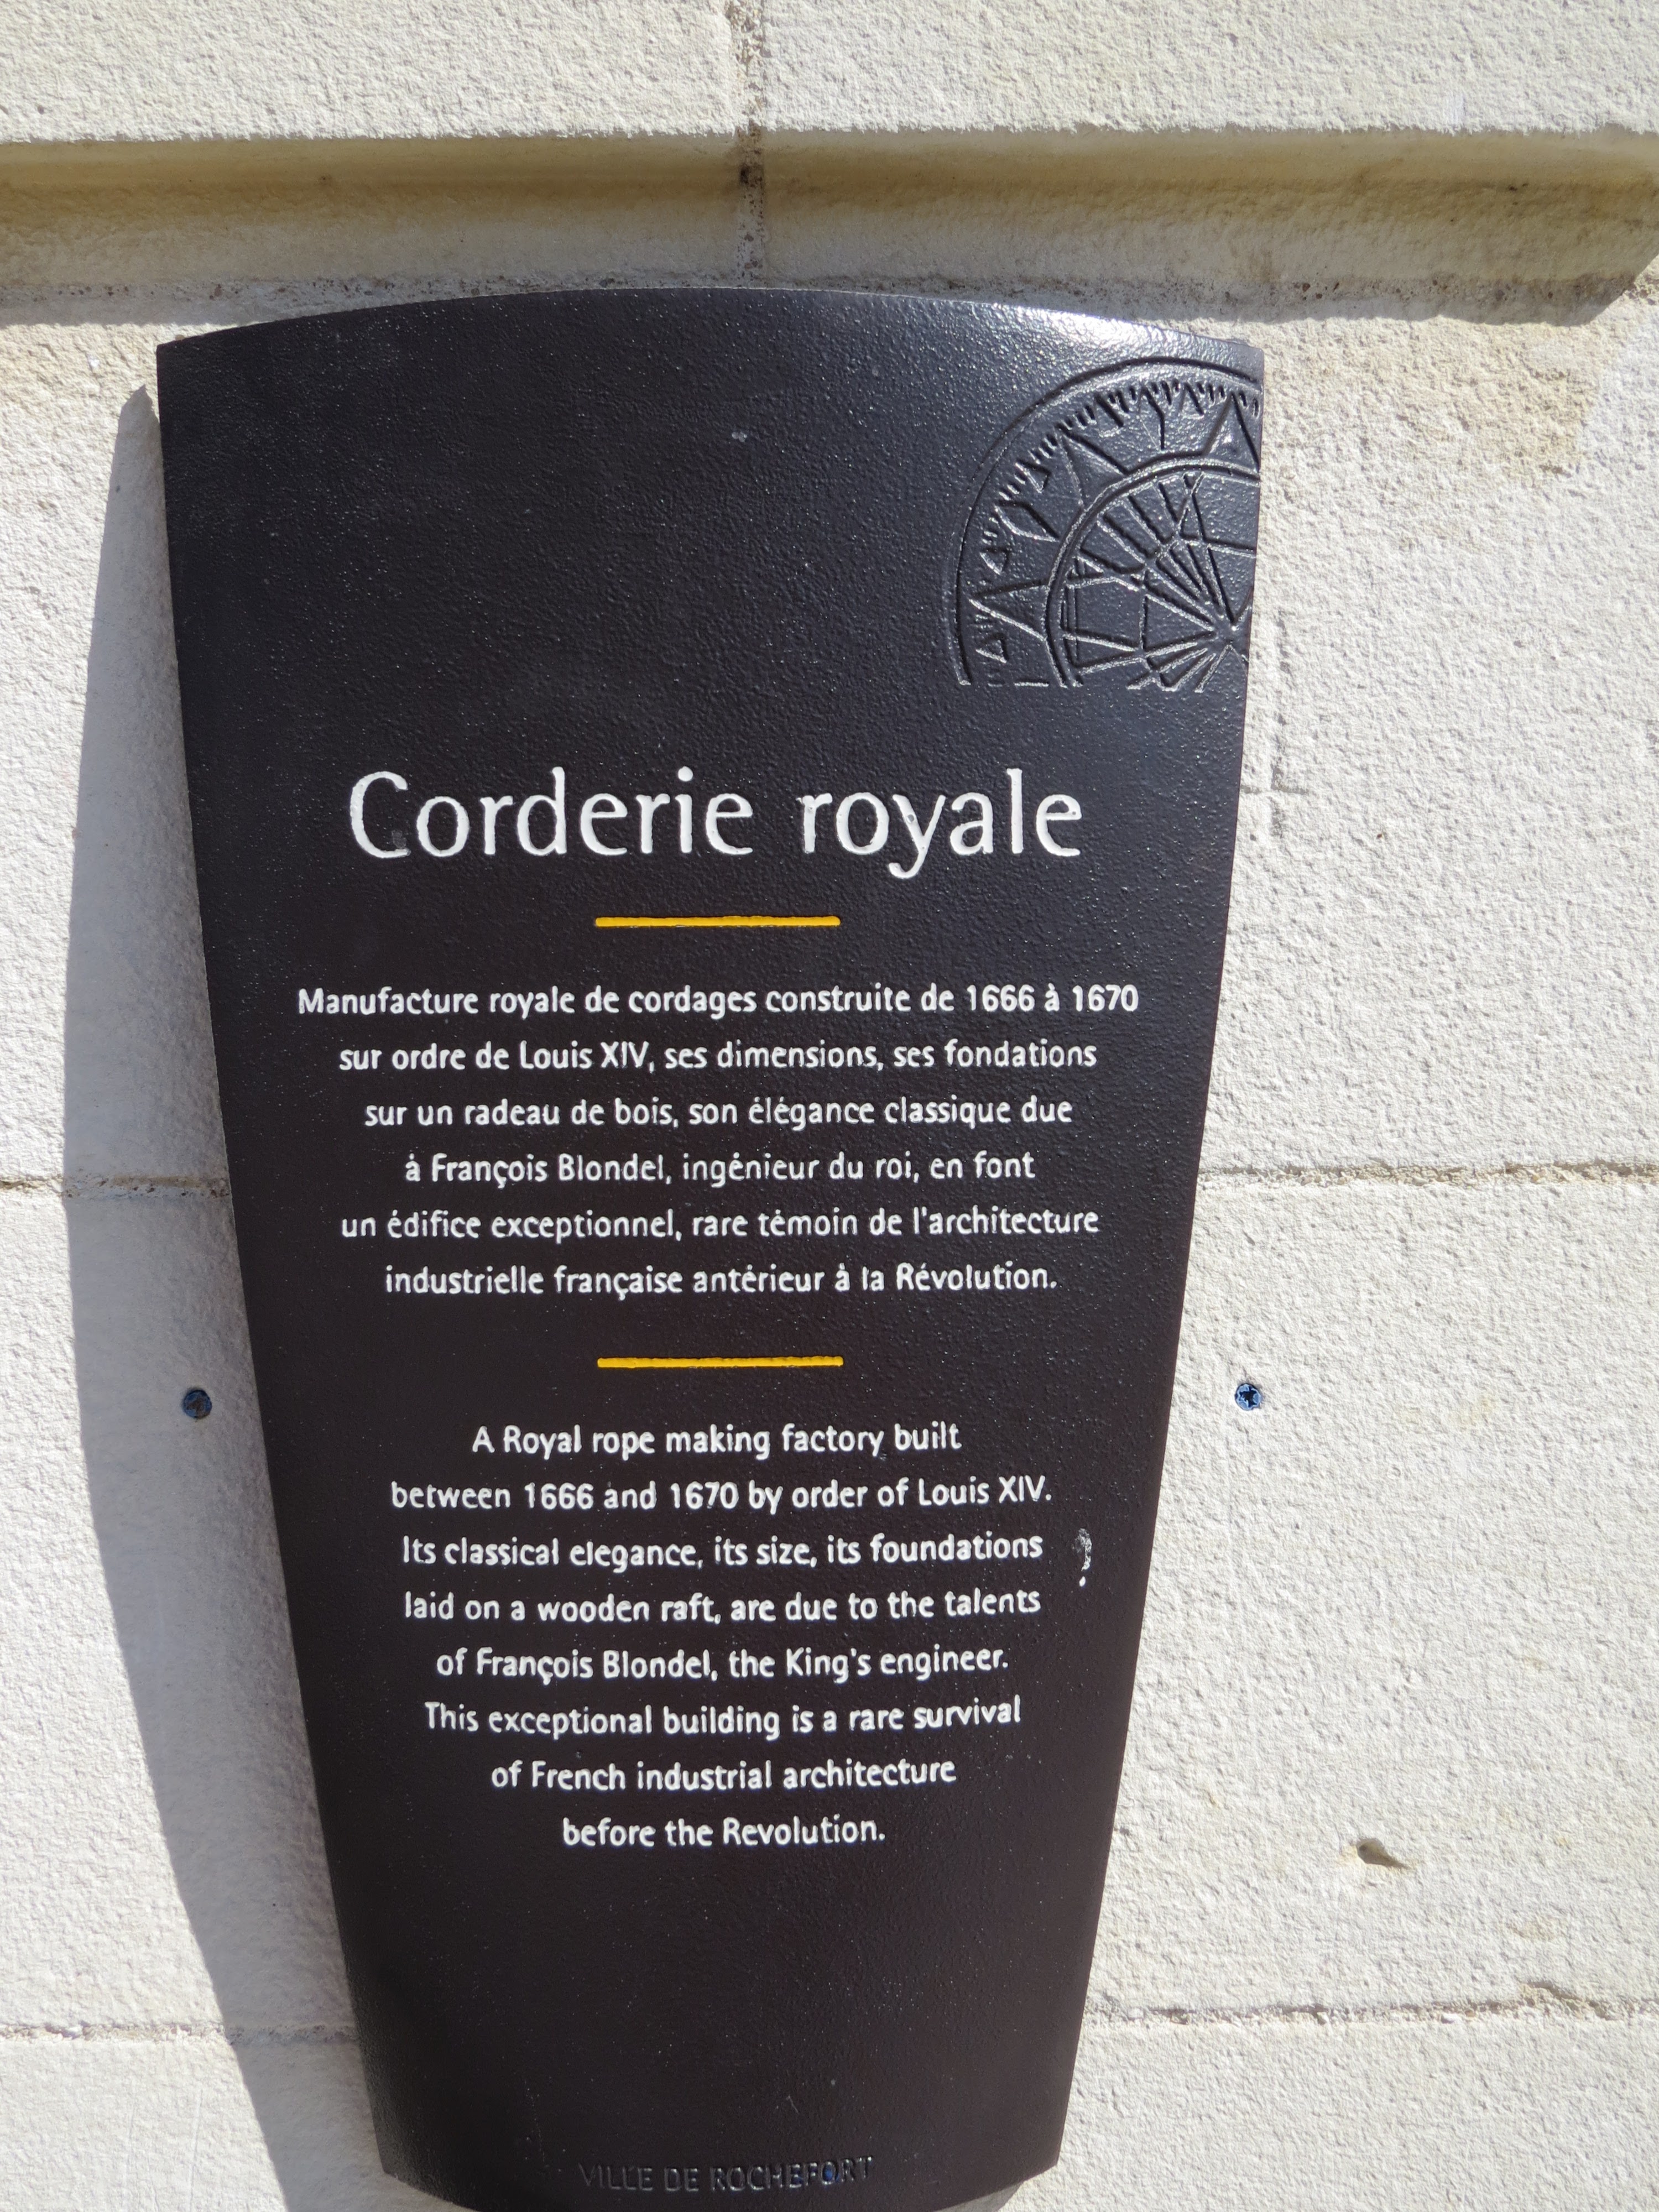 Corderie royale
Manufacture royale de cordages construite de 1666 à 1670
sur ordre de Louis XIV, ses dimensions, ses fondations
sur un radeau de bois, son élégance classique due
à François Blondel, ingénieur du roi, en font
un édifice exceptionnel, rare témoin de l'architecture
industrielle française antérieur à la Révolution.
A Royal rope making factory built
between 1666 and 1670 by order of Louis XIV.
Its classical elegance, its size, its foundations
laid on a wooden raft, are due to the talents
of François Blondel, the King's engineer.
This exceptional building is a rare survival
of French industrial architecture
before the Revolution.
VILLE DE ROCHEFORT